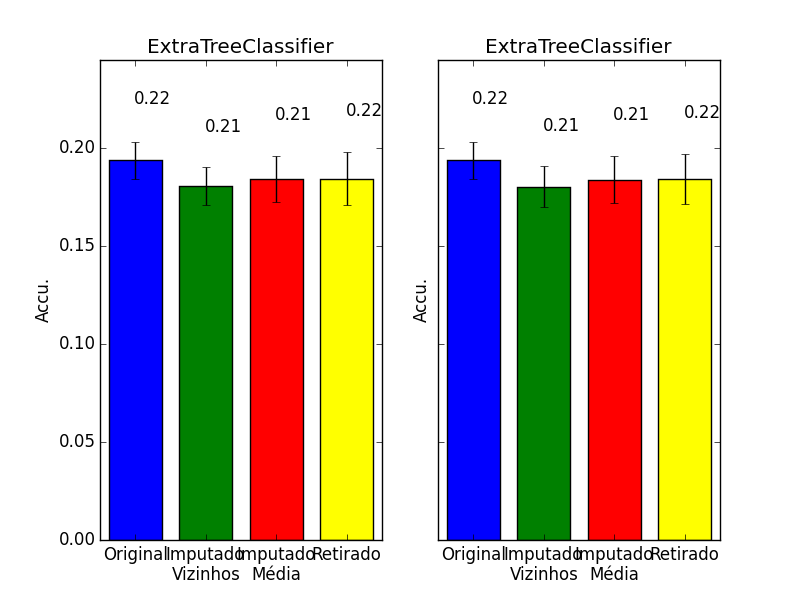 ExtraTreeClassifier
0.22
0.21
0.21
0.22
0.20
0.15
0.10
0.05
0.00
Accu.
Original
Imputado
Vizinhos
Imputado
Média
Retirado
ExtraTreeClassifier
0.22
0.21
0.21
0.22
Accu.
Original
Imputado
Vizinhos
Imputado
Média
Retirado